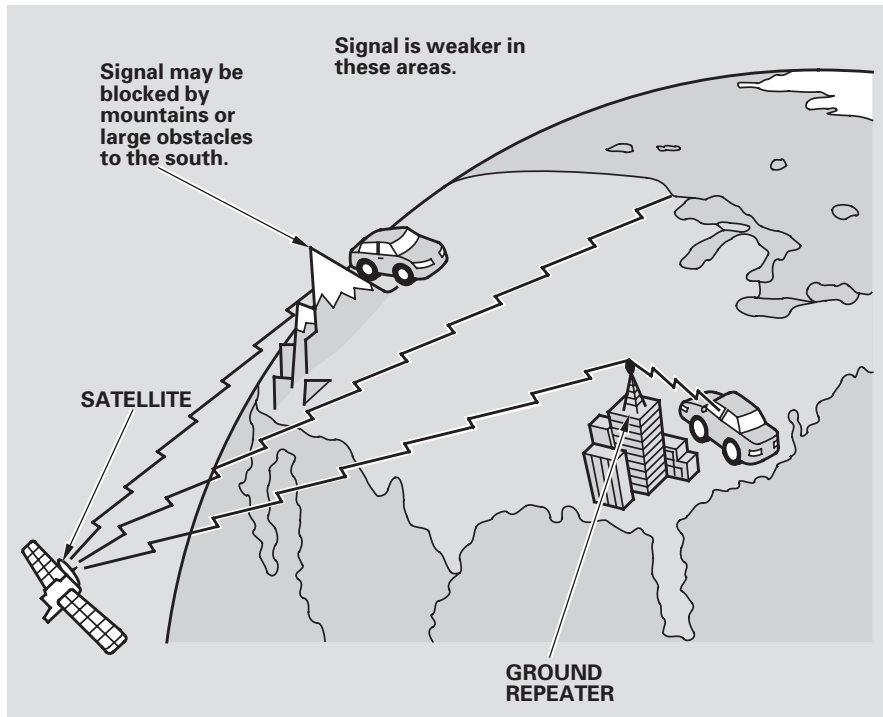 Signal may be
blocked by
mountains or
large obstacles
to the south.
Signal is weaker in
these areas.
SATELLITE
GROUND
REPEATER